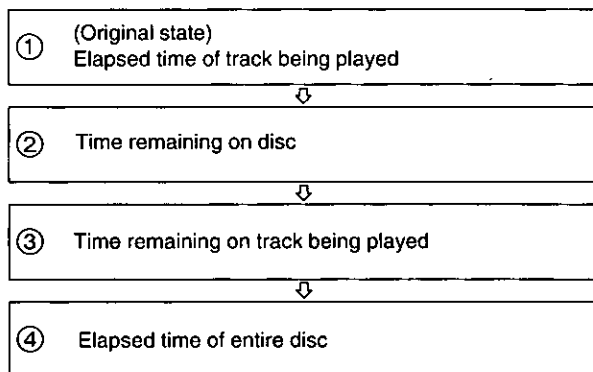 ① (Original state)
Elapsed time of track being played
② Time remaining on disc
③ Time remaining on track being played
④ Elapsed time of entire disc